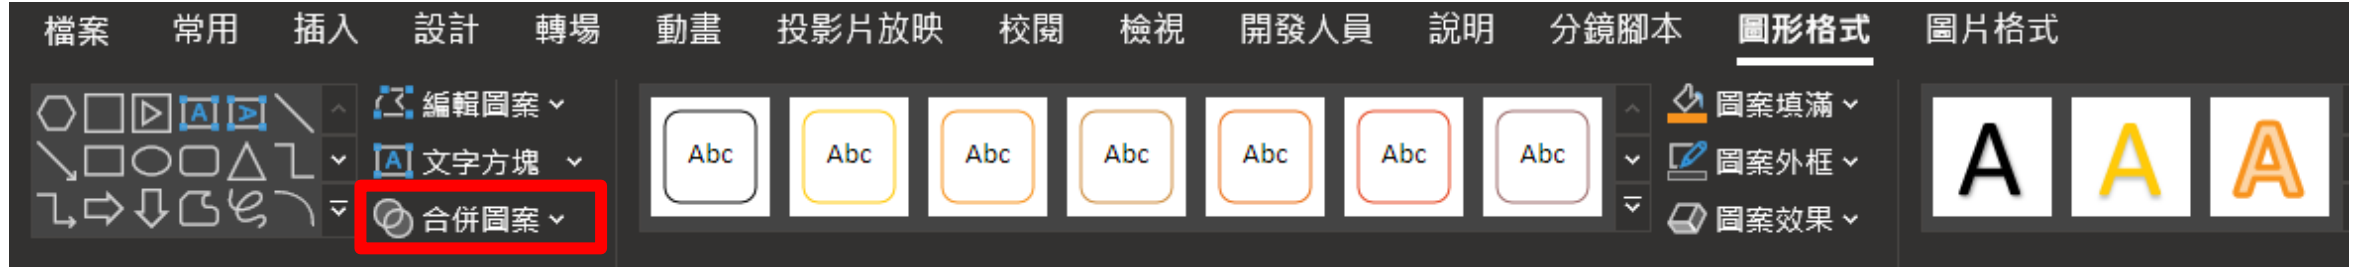 檔案 常用 插入 設計 轉場 動畫 投影片放映 校閱 檢視 開發人員 說明 分鏡腳本 圖形格式 圖片格式
A A 編輯圖案
Abc Abc Abc Abc Abc Abc Abc
圖案填滿
A 文字方塊
圖案外框
A A A
合併圖案
圖案效果